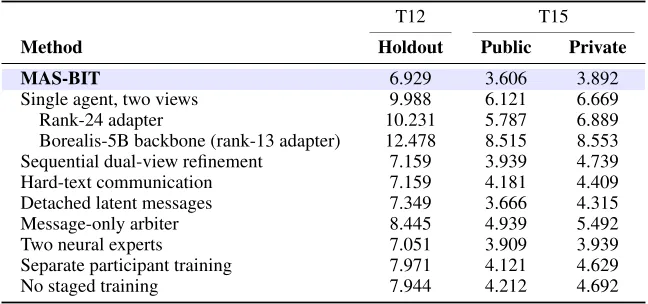 T12 T15
Method Holdout Public Private
MAS-BIT 6.929 3.606 3.892
Single agent, two views 9.988 6.121 6.669
Rank-24 adapter 10.231 5.787 6.889
Borealis-5B backbone (rank-13 adapter) 12.478 8.515 8.553
Sequential dual-view refinement 7.159 3.939 4.739
Hard-text communication 7.159 4.181 4.409
Detached latent messages 7.349 3.666 4.315
Message-only arbiter 8.445 4.939 5.492
Two neural experts 7.051 3.909 3.939
Separate participant training 7.971 4.121 4.629
No staged training 7.944 4.212 4.692